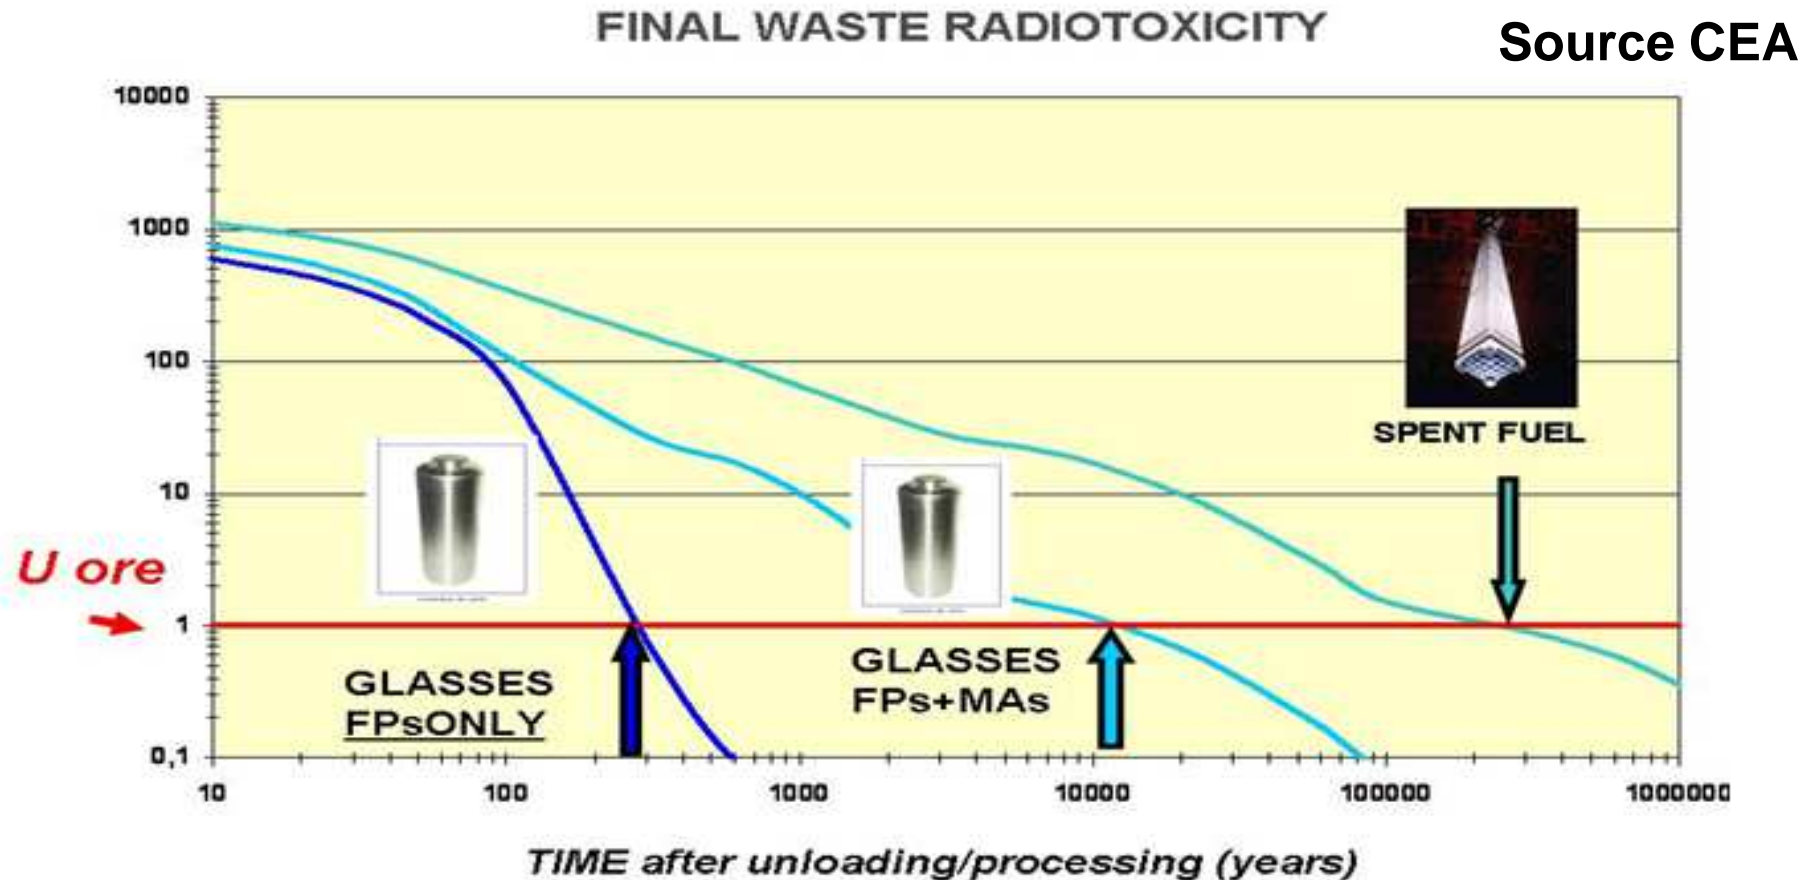 FINAL WASTE RADIOTOXICITY
Source CEA
10000
1000
100
10
1
0,1
U ore
SPENT FUEL
GLASSES
FPsONLY
GLASSES
FPs+MAs
10
100
1000
10000
100000
1000000
TIME after unloading/processing (years)